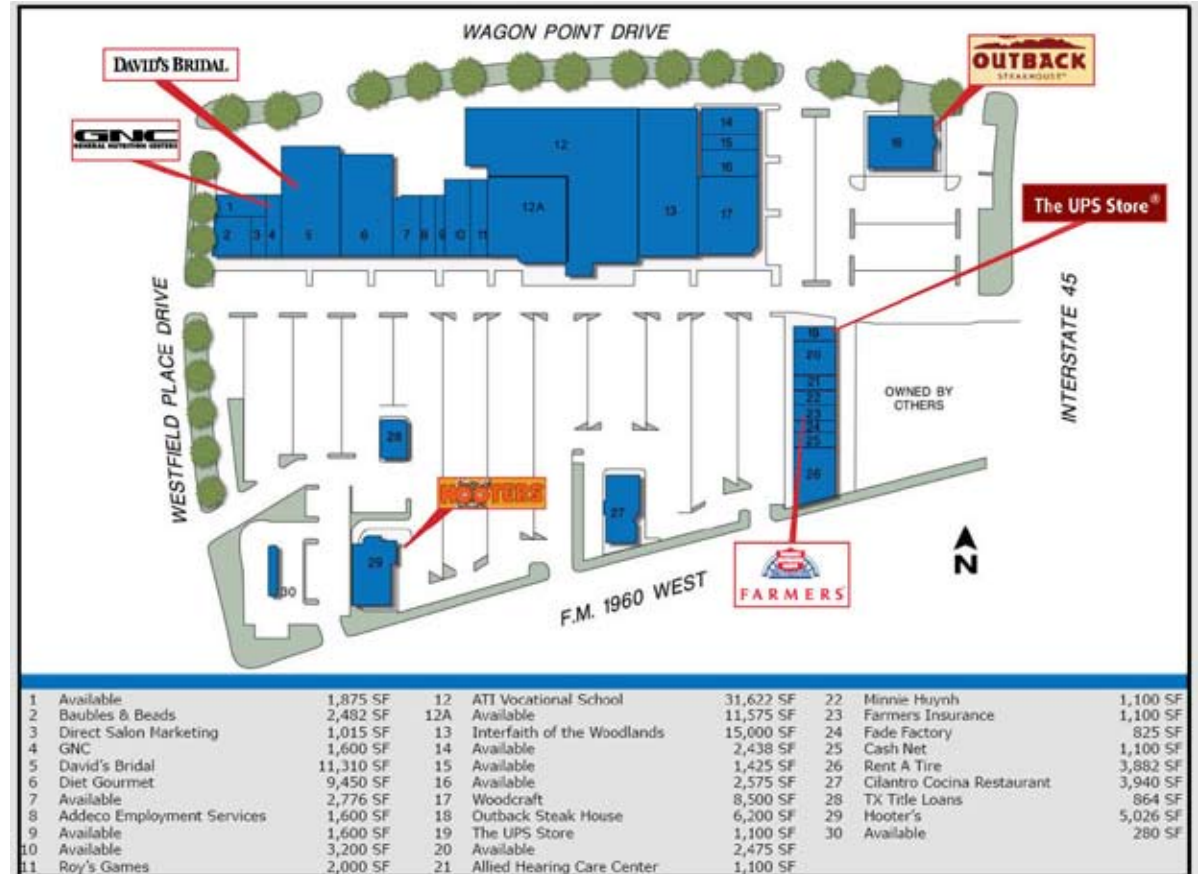 WAGON POINT DRIVE
DAVID'S BRIDAL
OUTBACK
STEAKHOUSE
GNC
GENERAL NUTRITION CENTERS
The UPS Store®
WESTFIELD PLACE DRIVE
INTERSTATE 45
1
2
3
4
5
6
7
8
9
10
11
12
12A
13
14
15
16
17
19
20
21
22
23
24
25
26
OWNED BY
OTHERS
28
HOOTERS
27
29
30
FARMERS
F.M. 1960 WEST
N
1 Available 1,875 SF
2 Baubles & Beads 2,482 SF
3 Direct Salon Marketing 1,015 SF
4 GNC 1,600 SF
5 David's Bridal 11,310 SF
6 Diet Gourmet 9,450 SF
7 Available 2,776 SF
8 Addeco Employment Services 1,600 SF
9 Available 1,600 SF
10 Available 3,200 SF
11 Roy's Games 2,000 SF
12 ATI Vocational School 31,622 SF
12A Available 11,575 SF
13 Interfaith of the Woodlands 15,000 SF
14 Available 2,438 SF
15 Available 1,425 SF
16 Available 2,575 SF
17 Woodcraft 8,500 SF
18 Outback Steak House 6,200 SF
19 The UPS Store 1,100 SF
20 Available 2,475 SF
21 Allied Hearing Care Center 1,100 SF
22 Minnie Huynh 1,100 SF
23 Farmers Insurance 1,100 SF
24 Fade Factory 825 SF
25 Cash Net 1,100 SF
26 Rent A Tire 3,882 SF
27 Cilantro Cocina Restaurant 3,940 SF
28 TX Title Loans 864 SF
29 Hooter's 5,026 SF
30 Available 280 SF